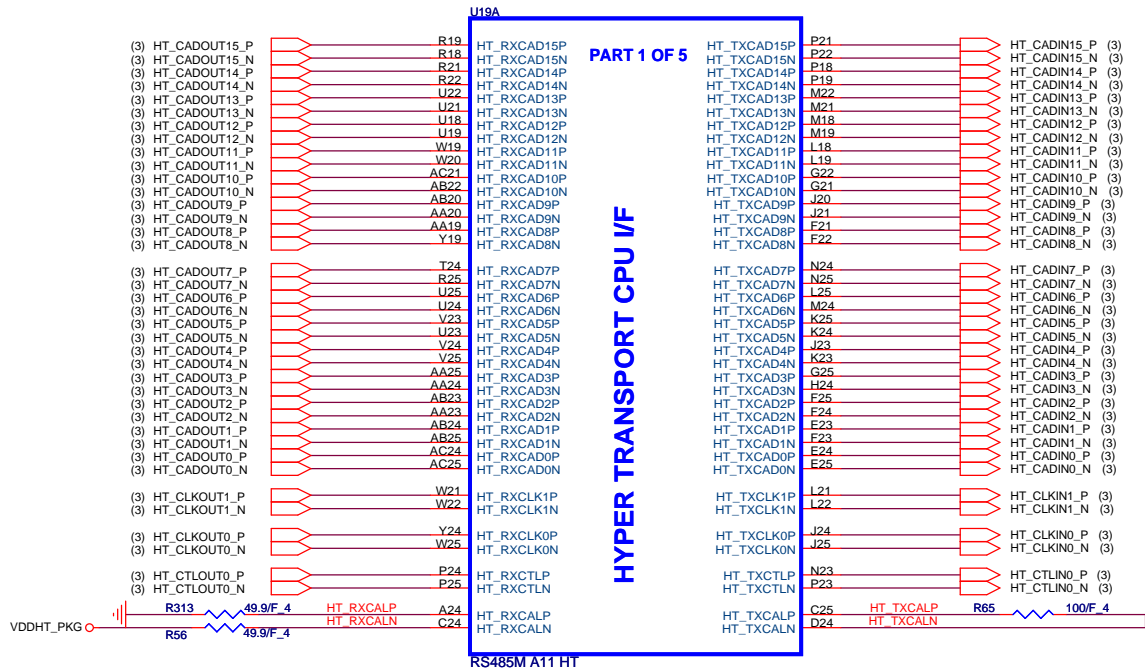 U19A
PART 1 OF 5
HYPER TRANSPORT CPU I/F
(3) HT_CADOUT15_P R19 HT_RXCAD15P HT_TXCAD15P P21 HT_CADIN15_P (3)
(3) HT_CADOUT15_N R18 HT_RXCAD15N HT_TXCAD15N P22 HT_CADIN15_N (3)
(3) HT_CADOUT14_P R21 HT_RXCAD14P HT_TXCAD14P P18 HT_CADIN14_P (3)
(3) HT_CADOUT14_N R22 HT_RXCAD14N HT_TXCAD14N P19 HT_CADIN14_N (3)
(3) HT_CADOUT13_P U22 HT_RXCAD13P HT_TXCAD13P M22 HT_CADIN13_P (3)
(3) HT_CADOUT13_N U21 HT_RXCAD13N HT_TXCAD13N M21 HT_CADIN13_N (3)
(3) HT_CADOUT12_P U18 HT_RXCAD12P HT_TXCAD12P M18 HT_CADIN12_P (3)
(3) HT_CADOUT12_N U19 HT_RXCAD12N HT_TXCAD12N M19 HT_CADIN12_N (3)
(3) HT_CADOUT11_P W19 HT_RXCAD11P HT_TXCAD11P L18 HT_CADIN11_P (3)
(3) HT_CADOUT11_N W20 HT_RXCAD11N HT_TXCAD11N L19 HT_CADIN11_N (3)
(3) HT_CADOUT10_P AC21 HT_RXCAD10P HT_TXCAD10P G22 HT_CADIN10_P (3)
(3) HT_CADOUT10_N AB22 HT_RXCAD10N HT_TXCAD10N G21 HT_CADIN10_N (3)
(3) HT_CADOUT9_P AB20 HT_RXCAD9P HT_TXCAD9P J20 HT_CADIN9_P (3)
(3) HT_CADOUT9_N AA20 HT_RXCAD9N HT_TXCAD9N J21 HT_CADIN9_N (3)
(3) HT_CADOUT8_P AA19 HT_RXCAD8P HT_TXCAD8P F21 HT_CADIN8_P (3)
(3) HT_CADOUT8_N Y19 HT_RXCAD8N HT_TXCAD8N F22 HT_CADIN8_N (3)
(3) HT_CADOUT7_P T24 HT_RXCAD7P HT_TXCAD7P N24 HT_CADIN7_P (3)
(3) HT_CADOUT7_N R25 HT_RXCAD7N HT_TXCAD7N N25 HT_CADIN7_N (3)
(3) HT_CADOUT6_P U25 HT_RXCAD6P HT_TXCAD6P L25 HT_CADIN6_P (3)
(3) HT_CADOUT6_N U24 HT_RXCAD6N HT_TXCAD6N M24 HT_CADIN6_N (3)
(3) HT_CADOUT5_P V23 HT_RXCAD5P HT_TXCAD5P K25 HT_CADIN5_P (3)
(3) HT_CADOUT5_N U23 HT_RXCAD5N HT_TXCAD5N K24 HT_CADIN5_N (3)
(3) HT_CADOUT4_P V24 HT_RXCAD4P HT_TXCAD4P J23 HT_CADIN4_P (3)
(3) HT_CADOUT4_N V25 HT_RXCAD4N HT_TXCAD4N K23 HT_CADIN4_N (3)
(3) HT_CADOUT3_P AA25 HT_RXCAD3P HT_TXCAD3P G25 HT_CADIN3_P (3)
(3) HT_CADOUT3_N AA24 HT_RXCAD3N HT_TXCAD3N H24 HT_CADIN3_N (3)
(3) HT_CADOUT2_P AB23 HT_RXCAD2P HT_TXCAD2P F25 HT_CADIN2_P (3)
(3) HT_CADOUT2_N AA23 HT_RXCAD2N HT_TXCAD2N F24 HT_CADIN2_N (3)
(3) HT_CADOUT1_P AB24 HT_RXCAD1P HT_TXCAD1P E23 HT_CADIN1_P (3)
(3) HT_CADOUT1_N AB25 HT_RXCAD1N HT_TXCAD1N F23 HT_CADIN1_N (3)
(3) HT_CADOUT0_P AC24 HT_RXCAD0P HT_TXCAD0P E24 HT_CADIN0_P (3)
(3) HT_CADOUT0_N AC25 HT_RXCAD0N HT_TXCAD0N E25 HT_CADIN0_N (3)
(3) HT_CLKOUT1_P W21 HT_RXCLK1P HT_TXCLK1P L21 HT_CLKIN1_P (3)
(3) HT_CLKOUT1_N W22 HT_RXCLK1N HT_TXCLK1N L22 HT_CLKIN1_N (3)
(3) HT_CLKOUT0_P Y24 HT_RXCLK0P HT_TXCLK0P J24 HT_CLKIN0_P (3)
(3) HT_CLKOUT0_N W25 HT_RXCLK0N HT_TXCLK0N J25 HT_CLKIN0_N (3)
(3) HT_CTLOUT0_P P24 HT_RXCTLP HT_TXCTLP N23 HT_CTLIN0_P (3)
(3) HT_CTLOUT0_N P25 HT_RXCTLN HT_TXCTLN P23 HT_CTLIN0_N (3)
R313 49.9/F_4 HT_RXCALP A24 HT_RXCALP HT_TXCALP C25 HT_TXCALP R65 100/F_4
VDDHT_PKG R56 49.9/F_4 HT_RXCALN C24 HT_RXCALN HT_TXCALN D24 HT_TXCALN
RS485M A11 HT